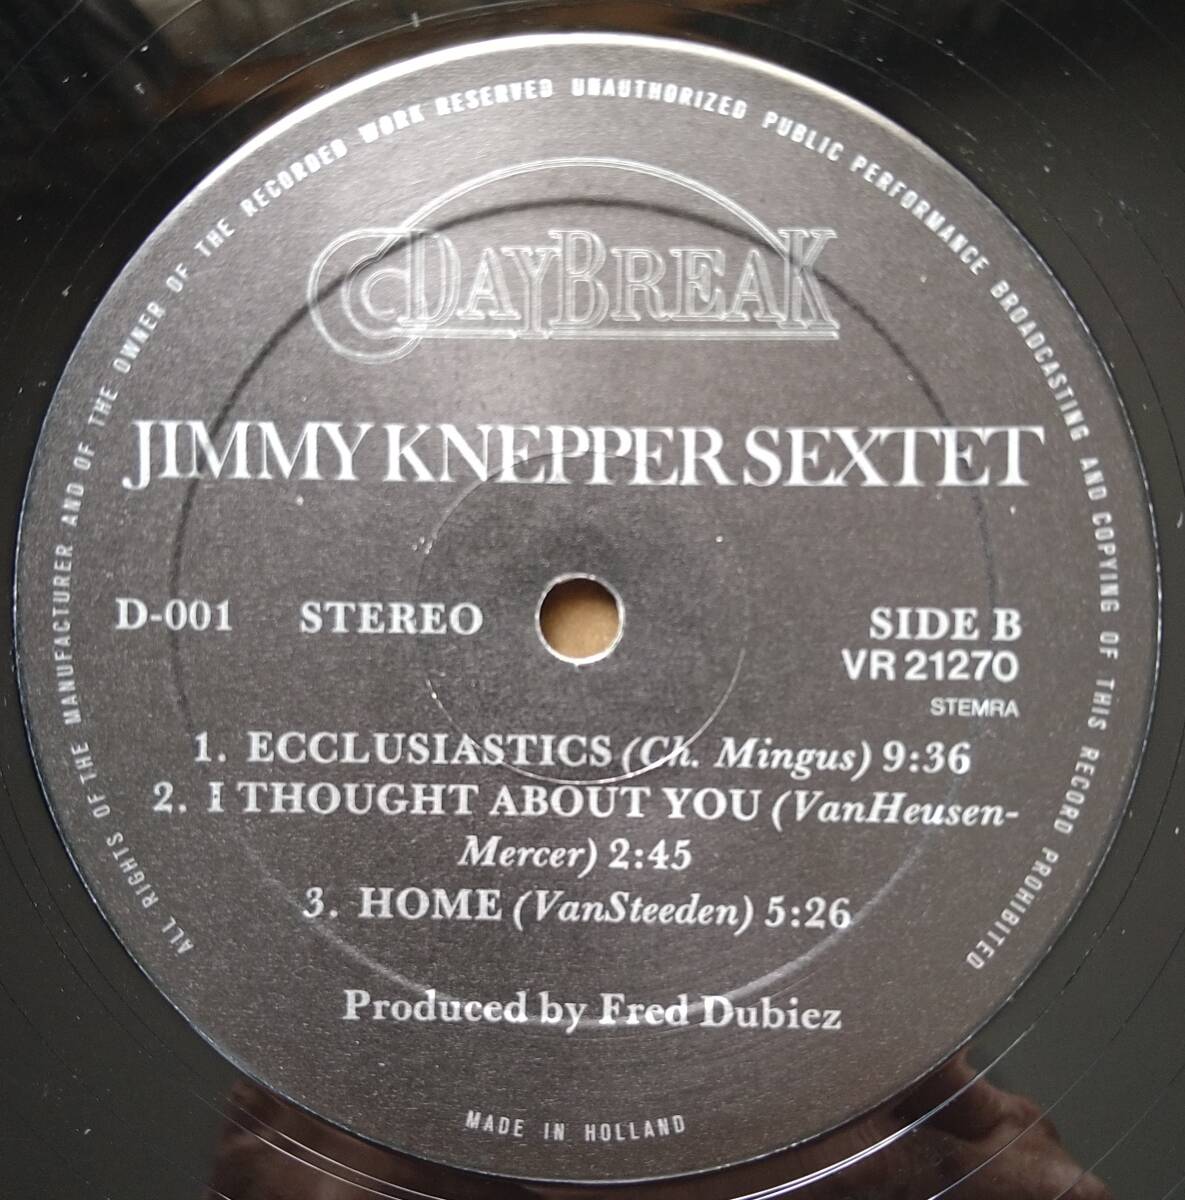 ALL RIGHTS OF THE MANUFACTURER AND OF THE OWNER OF THE RECORDED WORK RESERVED UNAUTHORIZED PUBLIC PERFORMANCE BROADCASTING AND COPYING OF THIS RECORD PROHIBITED
DAYBREAK
JIMMY KNEPPER SEXTET
D-001 STEREO SIDE B
VR 21270
STEMRA
1. ECCLUSIASTICS (Ch. Mingus) 9:36
2. I THOUGHT ABOUT YOU (VanHeusen-
Mercer) 2:45
3. HOME (VanSteeden) 5:26
Produced by Fred Dubiez
MADE IN HOLLAND